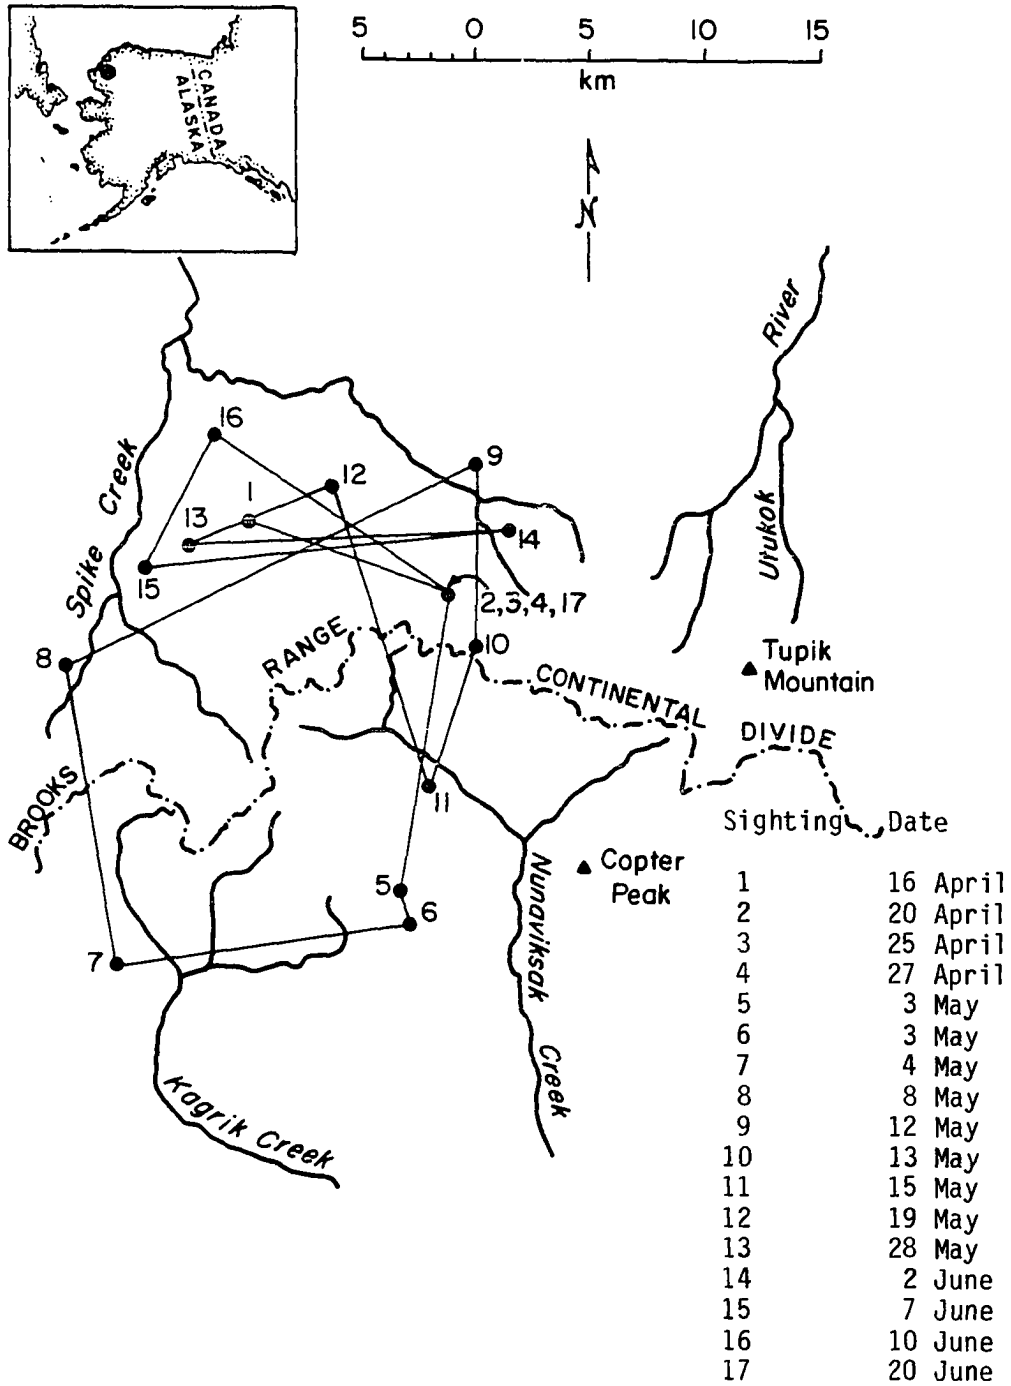 5 0 5 10 15
km
CANADA
ALASKA
N
River
Utukok
Spike Creek
16
9
12
1
13
14
15
2,3,4,17
8
10
RANGE
CONTINENTAL
DIVIDE
Tupik
Mountain
BROOKS
11
5
6
7
Copter
Peak
Nunaviksak Creek
Kagrik Creek
Sighting Date
1 16 April
2 20 April
3 25 April
4 27 April
5 3 May
6 3 May
7 4 May
8 8 May
9 12 May
10 13 May
11 15 May
12 19 May
13 28 May
14 2 June
15 7 June
16 10 June
17 20 June